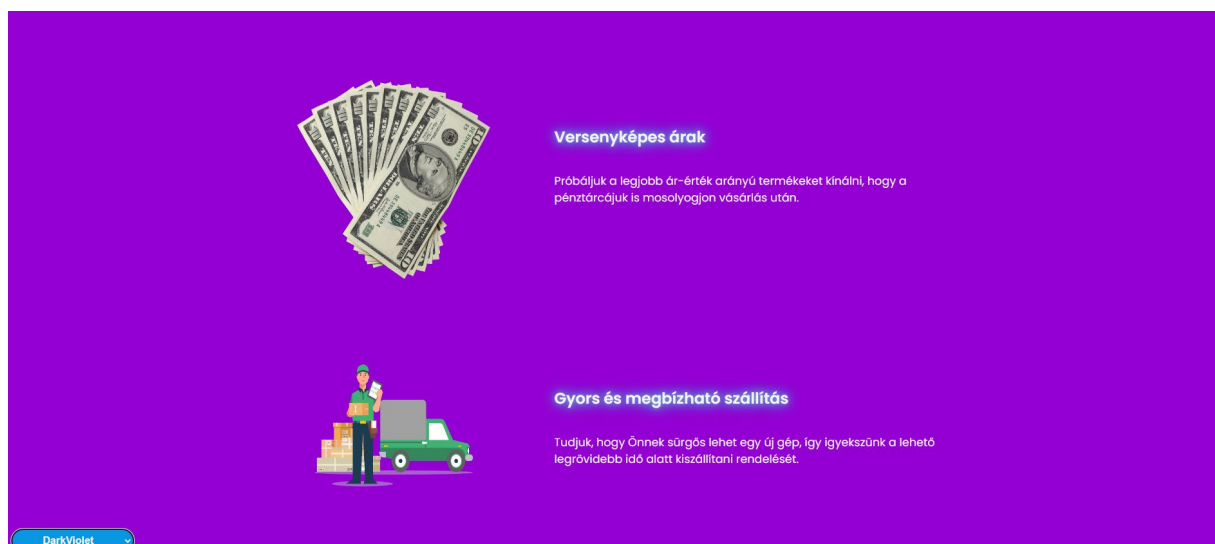 Versenyképes árak
Próbáljuk a legjobb ár-érték arányú termékeket kínálni, hogy a
pénztárcájuk is mosolyogjon vásárlás után.
Gyors és megbízható szállítás
Tudjuk, hogy Önnek sürgős lehet egy új gép, így igyekszünk a lehető
legrövidebb idő alatt kiszállítani rendelését.
DarkViolet